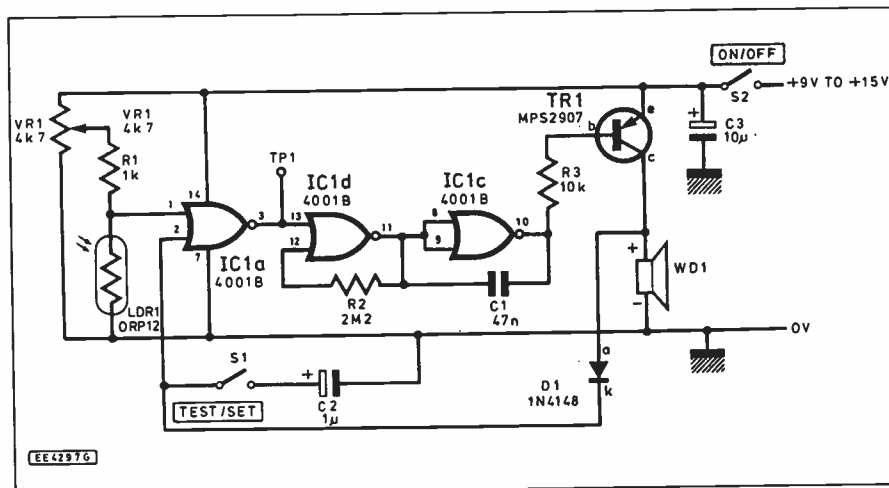 ON/OFF
+9V TO +15V
S2
TR1
MPS2907
e
b
c
+
C3
10µ
VR1
4k7
VR1
4k7
R1
1k
TP1
IC1d
4001B
IC1c
4001B
R3
10k
1
14
2
3
13
12
11
8
9
10
7
IC1a
4001B
R2
2M2
C1
47n
+
WD1
-
LDR1
ORP12
0V
S1
TEST/SET
+
C2
1µ
a
D1
1N4148
k
EE4297G